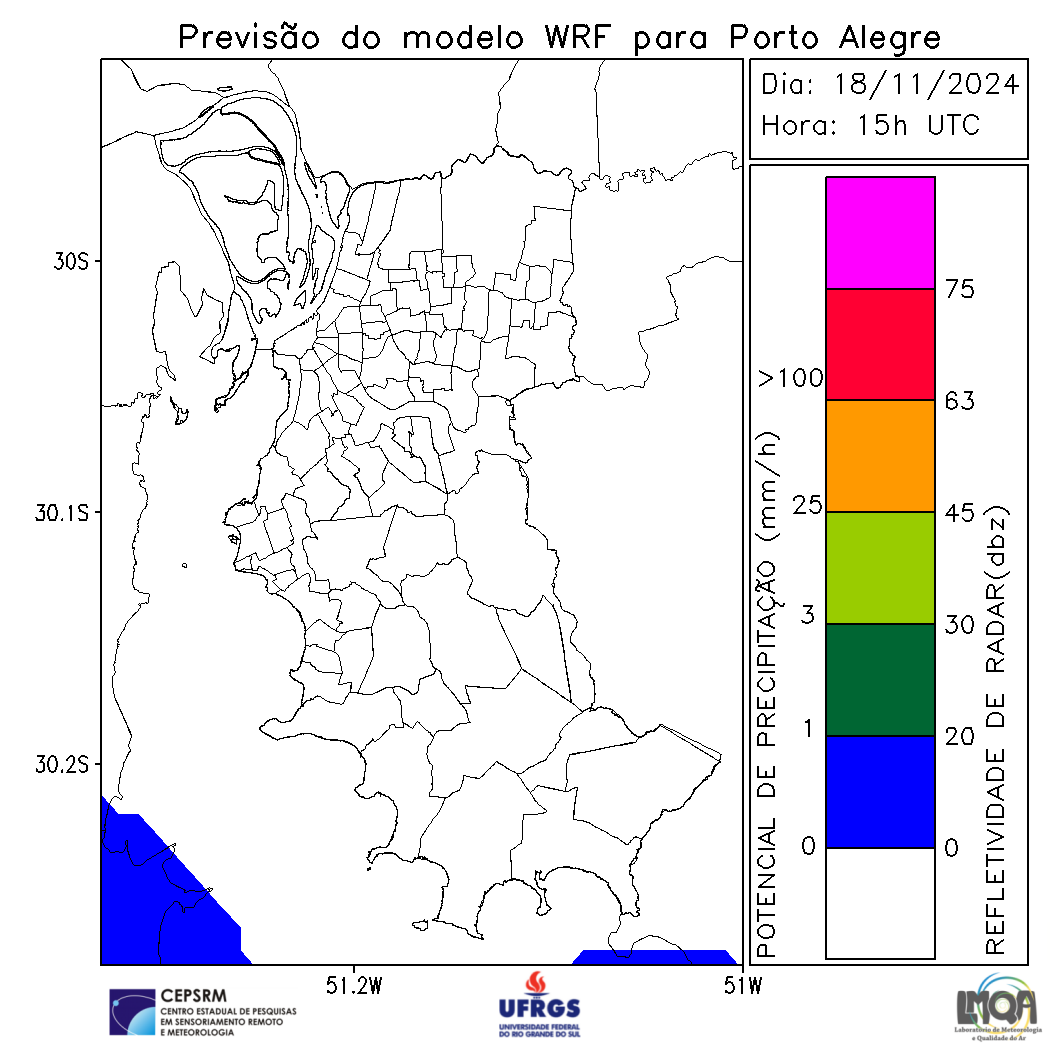 Previsão do modelo WRF para Porto Alegre
Dia: 18/11/2024
Hora: 15h UTC
30S
30.1S
30.2S
51.2W
51W
POTENCIAL DE PRECIPITAÇÃO (mm/h)
>100
25
3
1
0
75
63
45
30
20
0
REFLETIVIDADE DE RADAR(dbz)
CEPSRM
CENTRO ESTADUAL DE PESQUISAS
EM SENSORIAMENTO REMOTO
E METEOROLOGIA
UFRGS
UNIVERSIDADE FEDERAL
DO RIO GRANDE DO SUL
LMQA
Laboratório de Meteorologia
e Qualidade do Ar